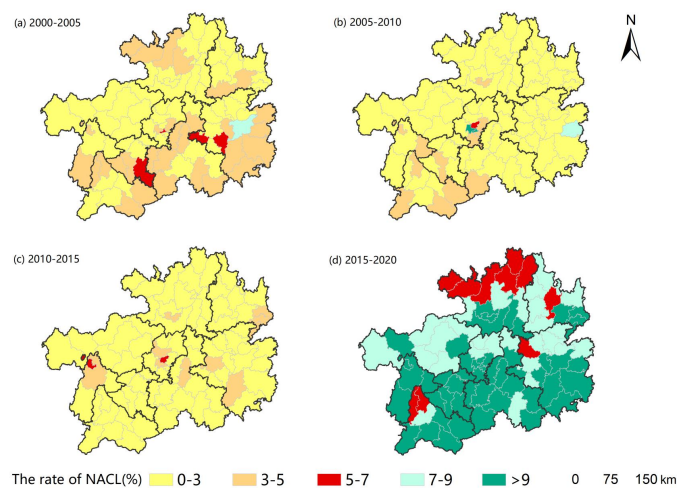 (a) 2000-2005
(b) 2005-2010
N
(c) 2010-2015
(d) 2015-2020
The rate of NACL(%) 0-3 3-5 5-7 7-9 >9 0 75 150 km